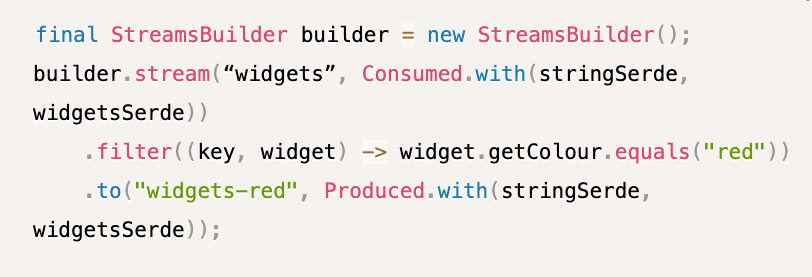 final StreamsBuilder builder = new StreamsBuilder();
builder.stream(“widgets”, Consumed.with(stringSerde,
widgetsSerde))
    .filter((key, widget) -> widget.getColour.equals("red"))
    .to("widgets-red", Produced.with(stringSerde,
widgetsSerde));